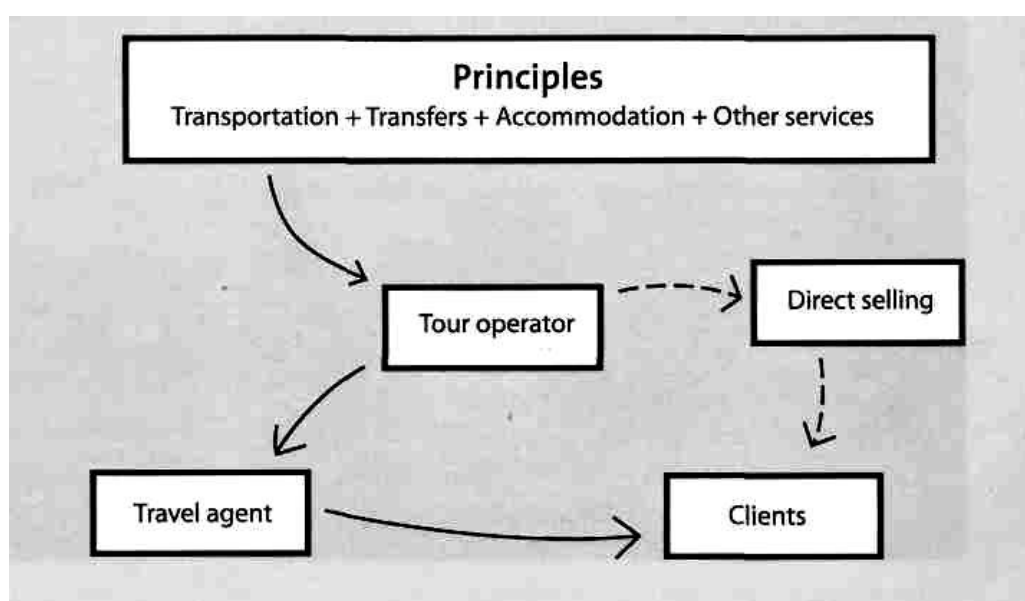 Principles
Transportation + Transfers + Accommodation + Other services
Tour operator
Direct selling
Travel agent
Clients